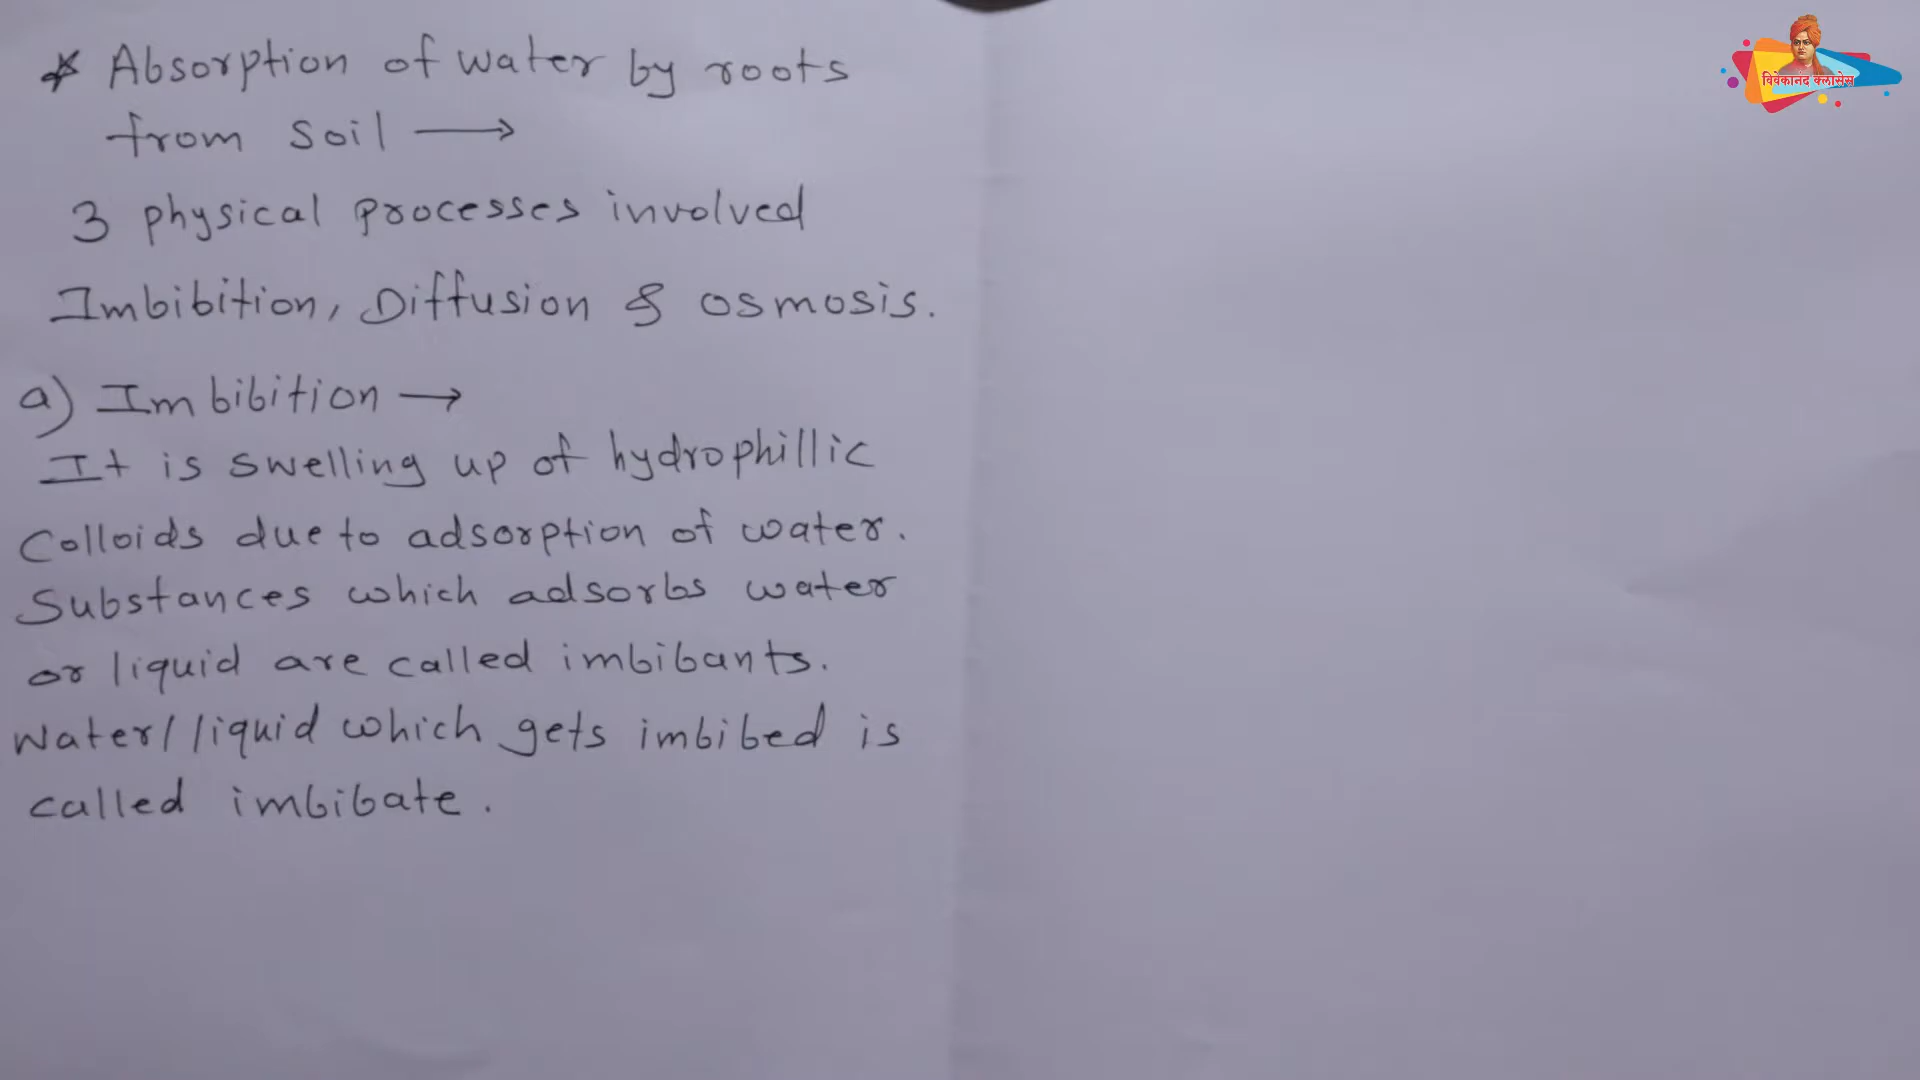 * Absorption of water by roots
from soil →
3 physical processes involved
Imbibition, Diffusion & osmosis.
a) Imbibition →
It is swelling up of hydrophillic
Colloids due to adsorption of water.
Substances which adsorbs water
or liquid are called imbibants.
Water/liquid which gets imbibed is
called imbibate.
विवेकानंद क्लासेस